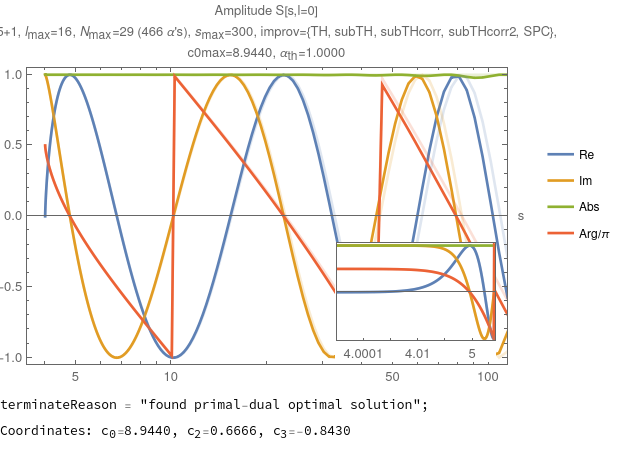 Amplitude S[s,l=0]
5+1, lmax=16, Nmax=29 (466 α's), smax=300, improv={TH, subTH, subTHcorr, subTHcorr2, SPC},
c0max=8.9440, αth=1.0000
1.0
0.5
0.0
-0.5
-1.0
5 10 50 100
s
Re
Im
Abs
Arg/π
4.0001 4.01 5
terminateReason = "found primal-dual optimal solution";
Coordinates: c0=8.9440, c2=0.6666, c3=-0.8430